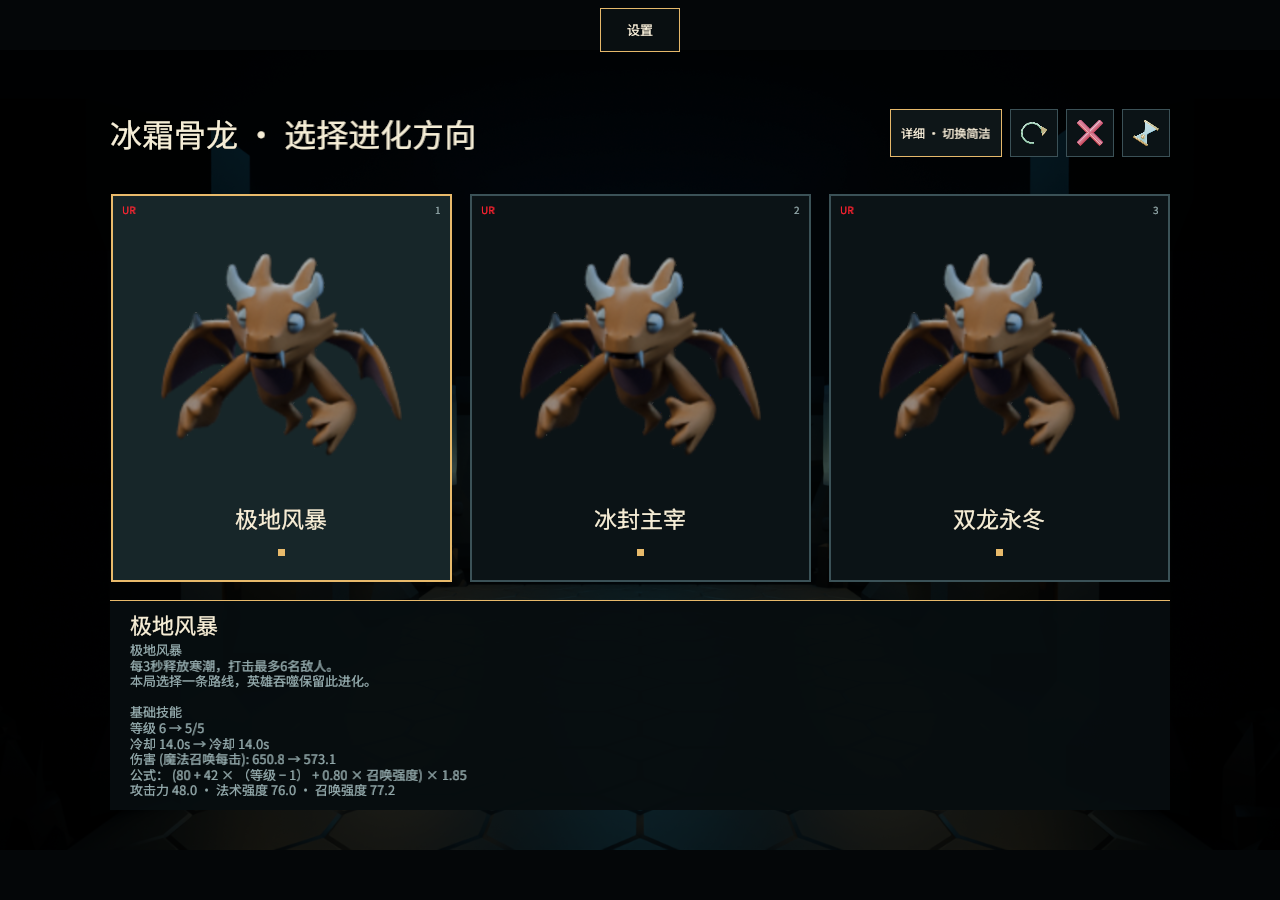 设置
冰霜骨龙 · 选择进化方向
详细 · 切换简洁
UR 1
UR 2
UR 3
极地风暴
冰封主宰
双龙永冬
极地风暴
极地风暴
每3秒释放寒潮，打击最多6名敌人。
本局选择一条路线，英雄吞噬保留此进化。
基础技能
等级 6 → 5/5
冷却 14.0s → 冷却 14.0s
伤害 (魔法召唤每击): 650.8 → 573.1
公式： (80 + 42 × （等级 − 1） + 0.80 × 召唤强度) × 1.85
攻击力 48.0 · 法术强度 76.0 · 召唤强度 77.2